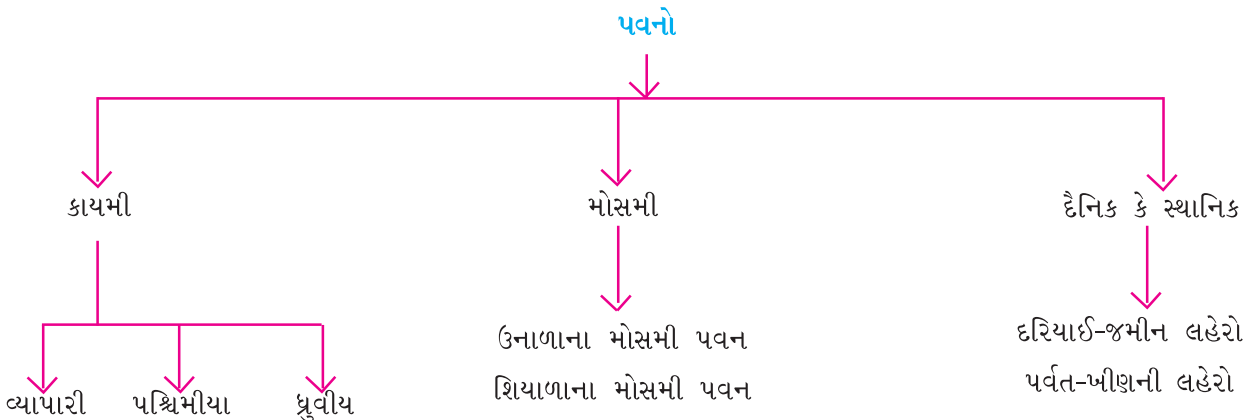 પવનો
કાયમી
મોસમી
દૈનિક કે સ્થાનિક
વ્યાપારી
પશ્ચિમીયા
ધ્રુવીય
ઉનાળાના મોસમી પવન
શિયાળાના મોસમી પવન
દરિયાઈ-જમીન લહેરો
પર્વત-ખીણની લહેરો